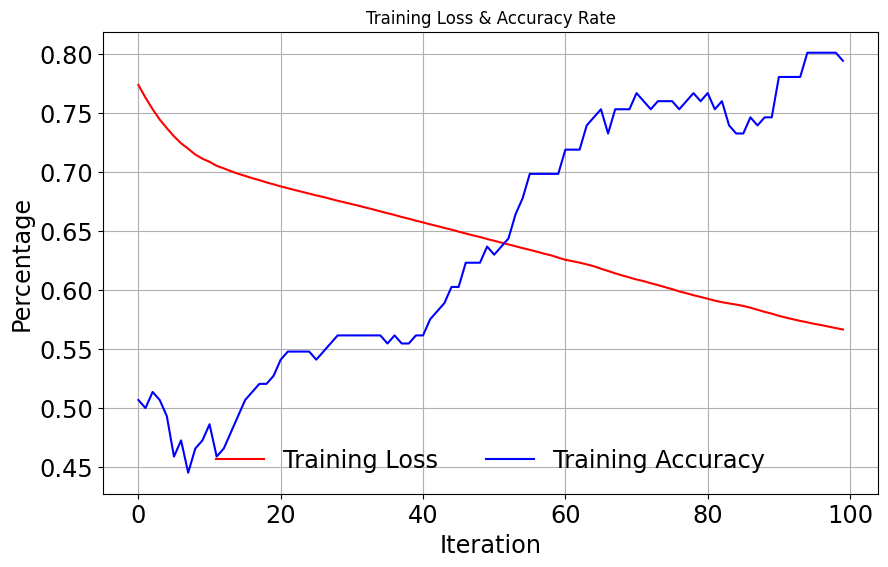 Training Loss & Accuracy Rate
Percentage
0.80
0.75
0.70
0.65
0.60
0.55
0.50
0.45
Training Loss
Training Accuracy
0 20 40 60 80 100
Iteration